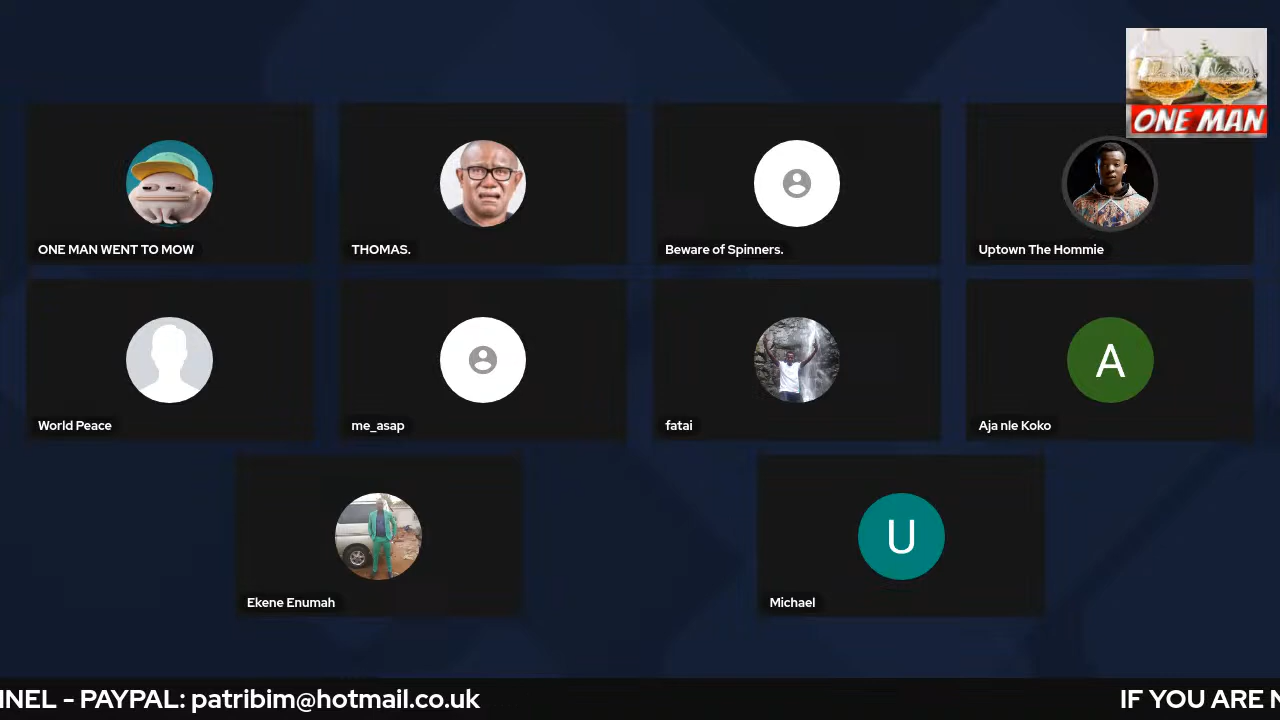 ONE MAN
ONE MAN WENT TO MOW
THOMAS.
Beware of Spinners.
Uptown The Hommie
World Peace
me_asap
fatai
A
Aja nle Koko
Ekene Enumah
U
Michael
INEL - PAYPAL: patribim@hotmail.co.uk
IF YOU ARE N